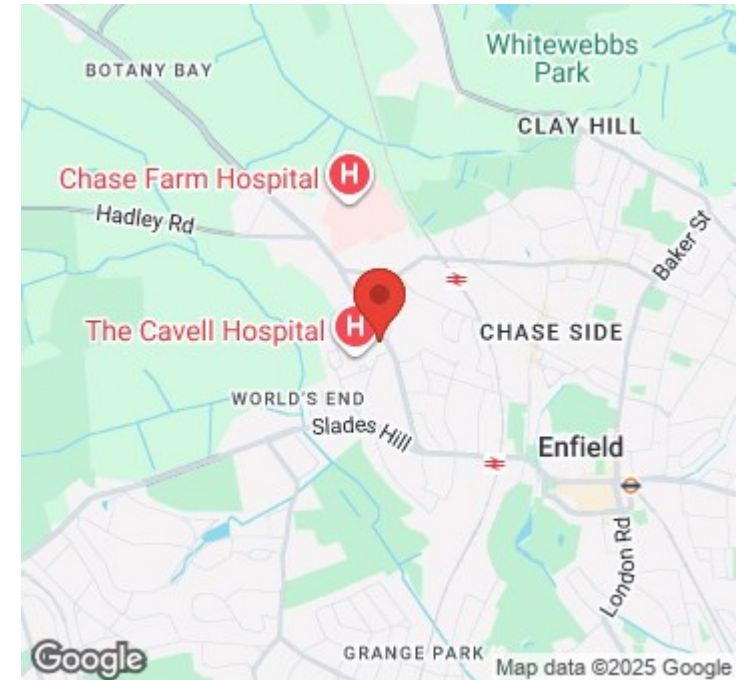 Whitewebbs
Park
BOTANY BAY
CLAY HILL
Chase Farm Hospital
H
Hadley Rd
Baker St
The Cavell Hospital
H
CHASE SIDE
WORLD'S END
Slades Hill
Enfield
London Rd
GRANGE PARK
Google
Map data ©2025 Google